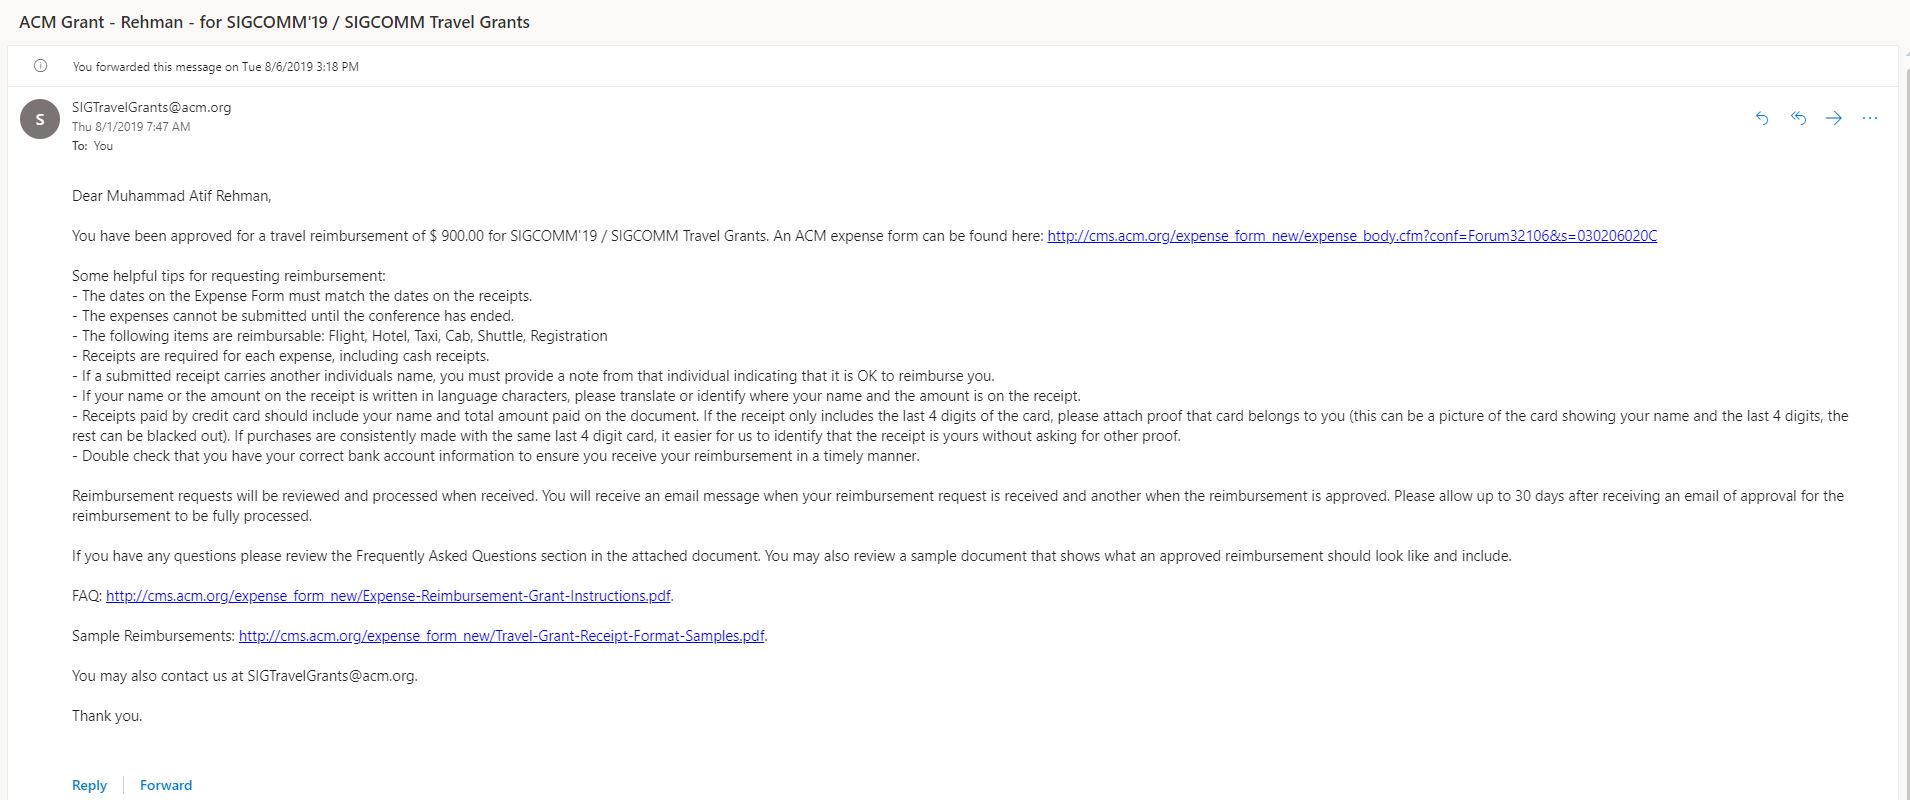 ACM Grant - Rehman - for SIGCOMM'19 / SIGCOMM Travel Grants
You forwarded this message on Tue 8/6/2019 3:18 PM
S
SIGTravelGrants@acm.org
Thu 8/1/2019 7:47 AM
To: You
Dear Muhammad Atif Rehman,
You have been approved for a travel reimbursement of $ 900.00 for SIGCOMM'19 / SIGCOMM Travel Grants. An ACM expense form can be found here: http://cms.acm.org/expense_form_new/expense_body.cfm?conf=Forum32106&s=030206020C
Some helpful tips for requesting reimbursement:
- The dates on the Expense Form must match the dates on the receipts.
- The expenses cannot be submitted until the conference has ended.
- The following items are reimbursable: Flight, Hotel, Taxi, Cab, Shuttle, Registration
- Receipts are required for each expense, including cash receipts.
- If a submitted receipt carries another individuals name, you must provide a note from that individual indicating that it is OK to reimburse you.
- If your name or the amount on the receipt is written in language characters, please translate or identify where your name and the amount is on the receipt.
- Receipts paid by credit card should include your name and total amount paid on the document. If the receipt only includes the last 4 digits of the card, please attach proof that card belongs to you (this can be a picture of the card showing your name and the last 4 digits, the
rest can be blacked out). If purchases are consistently made with the same last 4 digit card, it easier for us to identify that the receipt is yours without asking for other proof.
- Double check that you have your correct bank account information to ensure you receive your reimbursement in a timely manner.
Reimbursement requests will be reviewed and processed when received. You will receive an email message when your reimbursement request is received and another when the reimbursement is approved. Please allow up to 30 days after receiving an email of approval for the
reimbursement to be fully processed.
If you have any questions please review the Frequently Asked Questions section in the attached document. You may also review a sample document that shows what an approved reimbursement should look like and include.
FAQ: http://cms.acm.org/expense_form_new/Expense-Reimbursement-Grant-Instructions.pdf.
Sample Reimbursements: http://cms.acm.org/expense_form_new/Travel-Grant-Receipt-Format-Samples.pdf.
You may also contact us at SIGTravelGrants@acm.org.
Thank you.
Reply Forward